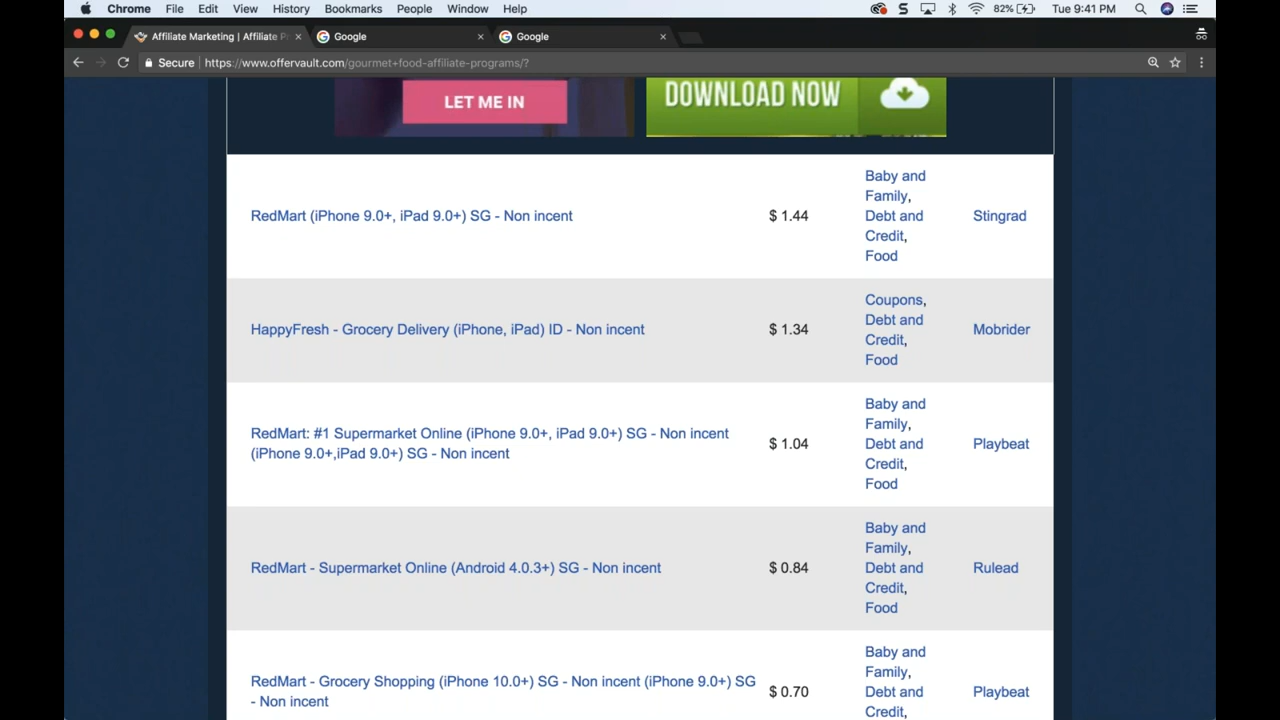 Chrome File Edit View History Bookmarks People Window Help 82% Tue 9:41 PM
Affiliate Marketing | Affiliate P Google Google
Secure https://www.offervault.com/gourmet+food-affiliate-programs/?
LET ME IN DOWNLOAD NOW
RedMart (iPhone 9.0+, iPad 9.0+) SG - Non incent
$ 1.44
Baby and
Family,
Debt and
Credit,
Food
Stingrad
HappyFresh - Grocery Delivery (iPhone, iPad) ID - Non incent
$ 1.34
Coupons,
Debt and
Credit,
Food
Mobrider
RedMart: #1 Supermarket Online (iPhone 9.0+, iPad 9.0+) SG - Non incent
(iPhone 9.0+,iPad 9.0+) SG - Non incent
$ 1.04
Baby and
Family,
Debt and
Credit,
Food
Playbeat
RedMart - Supermarket Online (Android 4.0.3+) SG - Non incent
$ 0.84
Baby and
Family,
Debt and
Credit,
Food
Rulead
RedMart - Grocery Shopping (iPhone 10.0+) SG - Non incent (iPhone 9.0+) SG
- Non incent
$ 0.70
Baby and
Family,
Debt and
Credit,
Playbeat